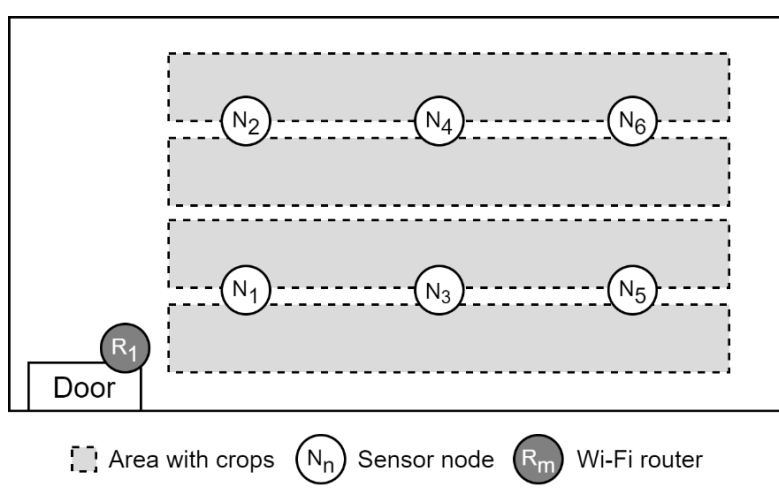 N2 N4 N6
N1 N3 N5
R1
Door
Area with crops Nn Sensor node Rm Wi-Fi router